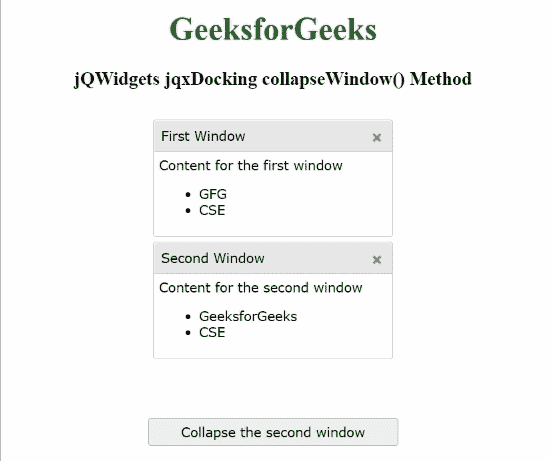 GeeksforGeeks
jQWidgets jqxDocking collapseWindow() Method
First Window
Content for the first window
GFG
CSE
Second Window
Content for the second window
GeeksforGeeks
CSE
Collapse the second window